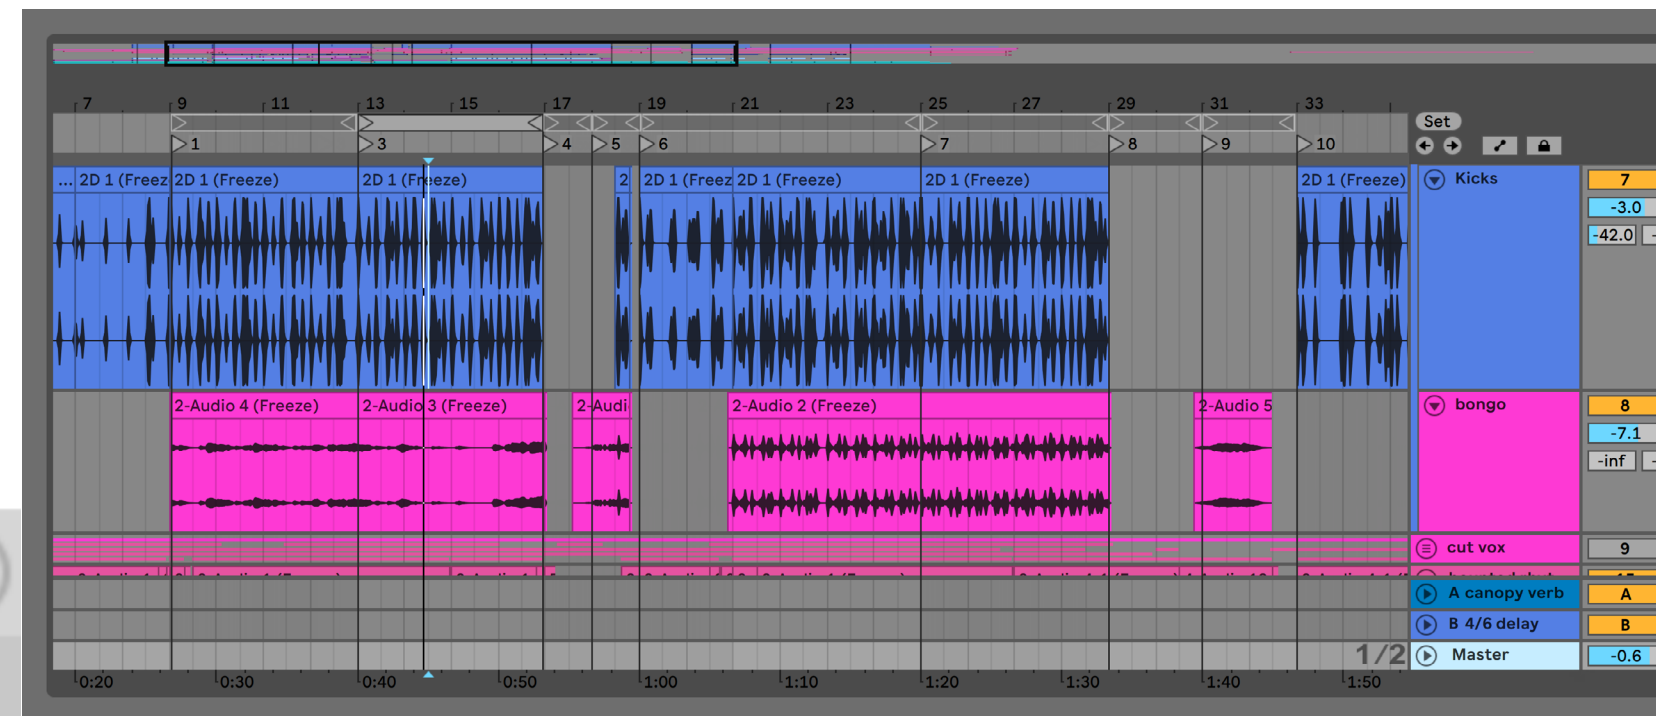 7 9 11 13 15 17 19 21 23 25 27 29 31 33
Set
1 3 4 5 6 7 8 9 10
... 2D 1 (Freez 2D 1 (Freeze) 2D 1 (Freeze) 2 2D 1 (Freez 2D 1 (Freeze) 2D 1 (Freeze) 2D 1 (Freeze)
Kicks 7
-3.0
-42.0 -
2-Audio 4 (Freeze) 2-Audio 3 (Freeze) 2-Audi 2-Audio 2 (Freeze) 2-Audio 5
bongo 8
-7.1
-inf -
cut vox 9
A canopy verb A
B 4/6 delay B
1/2 Master -0.6
0:20 0:30 0:40 0:50 1:00 1:10 1:20 1:30 1:40 1:50